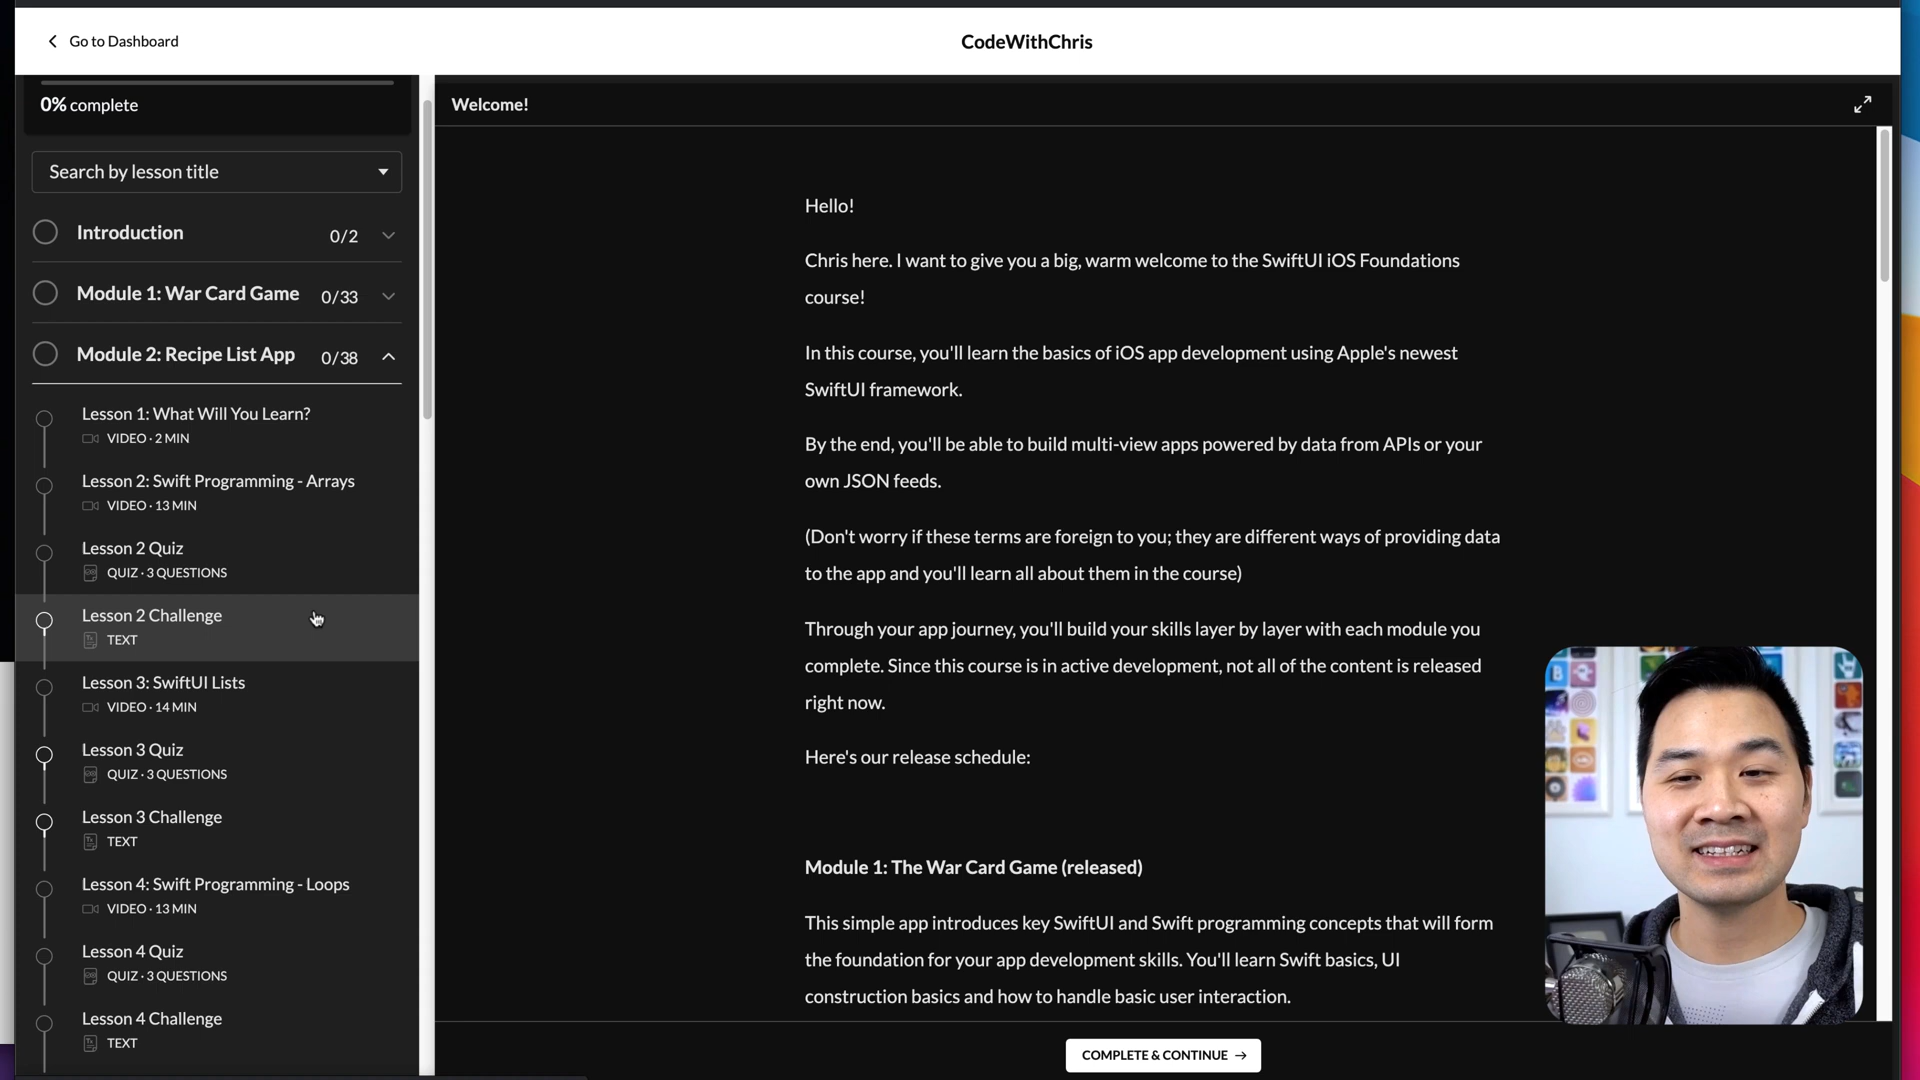 Go to Dashboard
CodeWithChris
0% complete
Search by lesson title
Introduction 0/2
Module 1: War Card Game 0/33
Module 2: Recipe List App 0/38
Lesson 1: What Will You Learn?
VIDEO · 2 MIN
Lesson 2: Swift Programming - Arrays
VIDEO · 13 MIN
Lesson 2 Quiz
QUIZ · 3 QUESTIONS
Lesson 2 Challenge
TEXT
Lesson 3: SwiftUI Lists
VIDEO · 14 MIN
Lesson 3 Quiz
QUIZ · 3 QUESTIONS
Lesson 3 Challenge
TEXT
Lesson 4: Swift Programming - Loops
VIDEO · 13 MIN
Lesson 4 Quiz
QUIZ · 3 QUESTIONS
Lesson 4 Challenge
TEXT
Welcome!
Hello!
Chris here. I want to give you a big, warm welcome to the SwiftUI iOS Foundations
course!
In this course, you'll learn the basics of iOS app development using Apple's newest
SwiftUI framework.
By the end, you'll be able to build multi-view apps powered by data from APIs or your
own JSON feeds.
(Don't worry if these terms are foreign to you; they are different ways of providing data
to the app and you'll learn all about them in the course)
Through your app journey, you'll build your skills layer by layer with each module you
complete. Since this course is in active development, not all of the content is released
right now.
Here's our release schedule:
Module 1: The War Card Game (released)
This simple app introduces key SwiftUI and Swift programming concepts that will form
the foundation for your app development skills. You'll learn Swift basics, UI
construction basics and how to handle basic user interaction.
COMPLETE & CONTINUE →